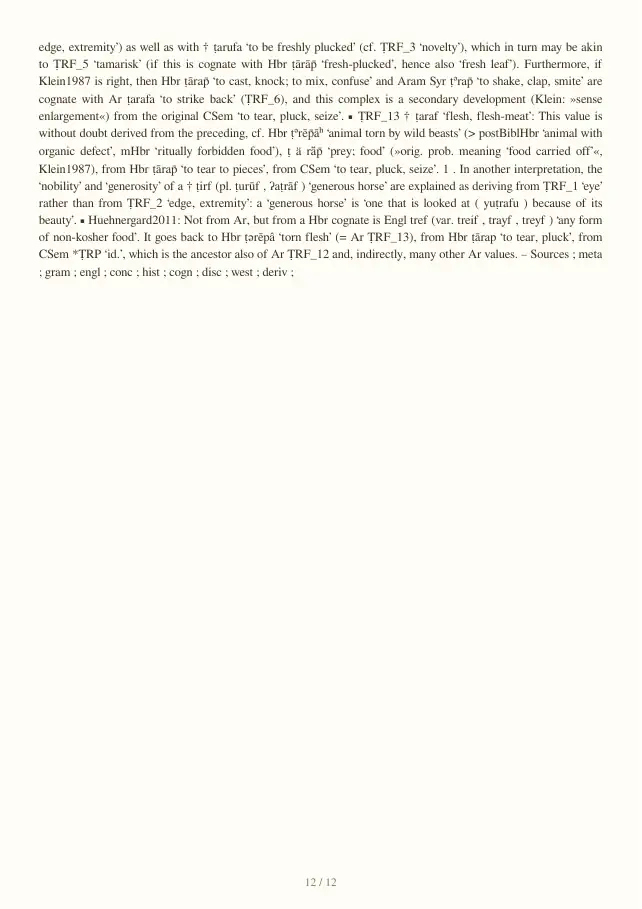 edge, extremity’) as well as with † ṭarufa ‘to be freshly plucked’ (cf. ṬRF_3 ‘novelty’), which in turn may be akin
to ṬRF_5 ‘tamarisk’ (if this is cognate with Hbr ṭārāp̄ ‘fresh-plucked’, hence also ‘fresh leaf’). Furthermore, if
Klein1987 is right, then Hbr ṭārap̄ ‘to cast, knock; to mix, confuse’ and Aram Syr ṭᵊrap̄ ‘to shake, clap, smite’ are
cognate with Ar ṭarafa ‘to strike back’ (ṬRF_6), and this complex is a secondary development (Klein: »sense
enlargement«) from the original CSem ‘to tear, pluck, seize’. ▪ ṬRF_13 † ṭaraf ‘flesh, flesh-meat’: This value is
without doubt derived from the preceding, cf. Hbr ṭᵊrēp̄āʰ ‘animal torn by wild beasts’ (> postBiblHbr ‘animal with
organic defect’, mHbr ‘ritually forbidden food’), ṭ ä räp̄ ‘prey; food’ (»orig. prob. meaning ‘food carried off’«,
Klein1987), from Hbr ṭārap̄ ‘to tear to pieces’, from CSem ‘to tear, pluck, seize’. 1 . In another interpretation, the
‘nobility’ and ‘generosity’ of a † ṭirf (pl. ṭurūf , ʔaṭrāf ) ‘generous horse’ are explained as deriving from ṬRF_1 ‘eye’
rather than from ṬRF_2 ‘edge, extremity’: a ‘generous horse’ is ‘one that is looked at ( yuṭrafu ) because of its
beauty’. ▪ Huehnergard2011: Not from Ar, but from a Hbr cognate is Engl tref (var. treif , trayf , treyf ) ‘any form
of non-kosher food’. It goes back to Hbr ṭərēpâ ‘torn flesh’ (= Ar ṬRF_13), from Hbr ṭārap ‘to tear, pluck’, from
CSem *ṬRP ‘id.’, which is the ancestor also of Ar ṬRF_12 and, indirectly, many other Ar values. – Sources ; meta
; gram ; engl ; conc ; hist ; cogn ; disc ; west ; deriv ;
12 / 12